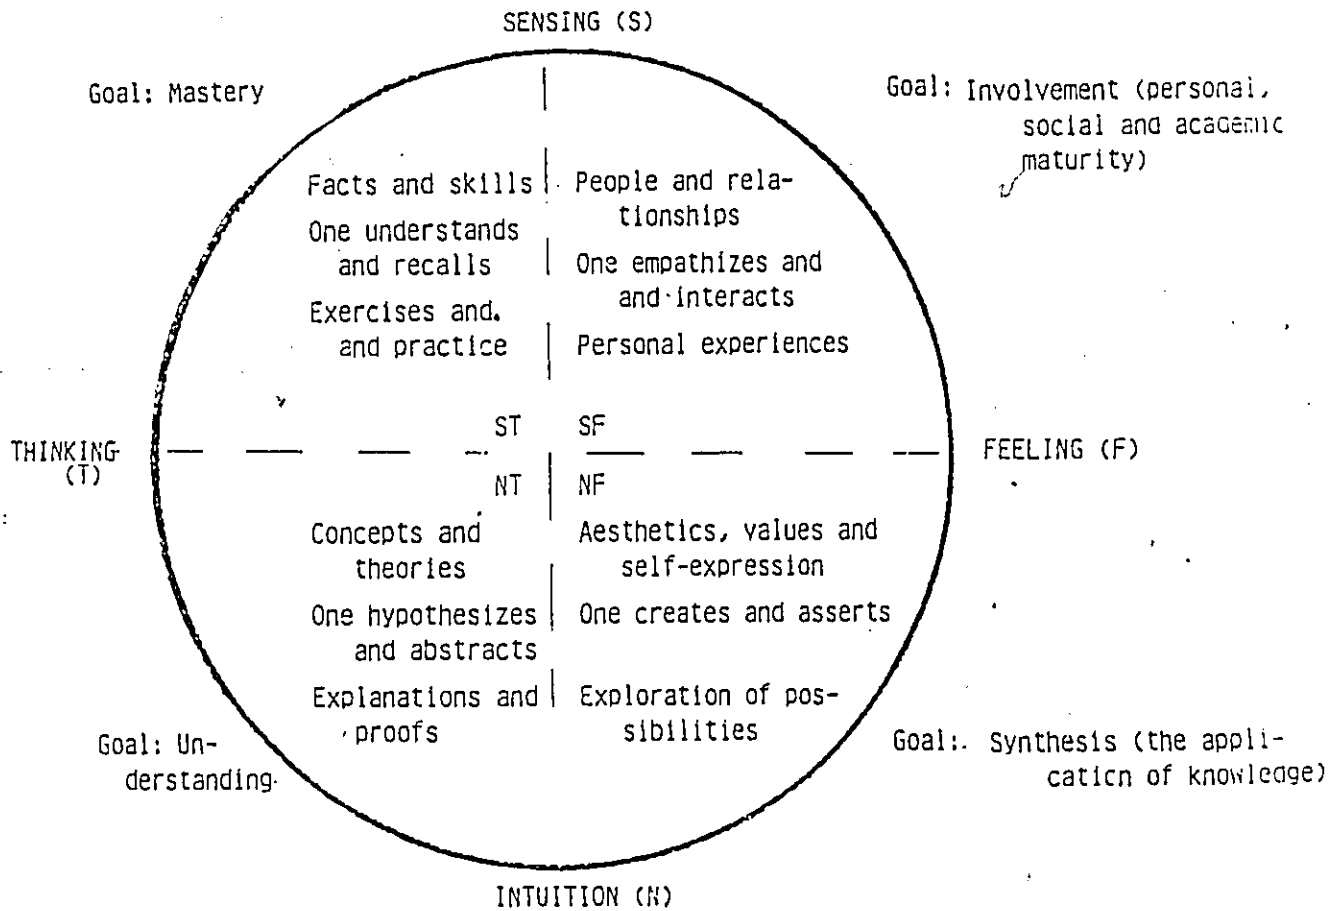 SENSING (S)
Goal: Mastery
Goal: Involvement (personal,
social and academic
maturity)
Facts and skills
One understands
and recalls
Exercises and.
and practice
People and rela-
tionships
One empathizes and
and interacts
Personal experiences
ST
SF
THINKING
(T)
FEELING (F)
NT
NF
Concepts and
theories
One hypothesizes
and abstracts
Explanations and
proofs
Aesthetics, values and
self-expression
One creates and asserts
Exploration of pos-
sibilities
Goal: Un-
derstanding
Goal: Synthesis (the appli-
cation of knowledge)
INTUITION (N)